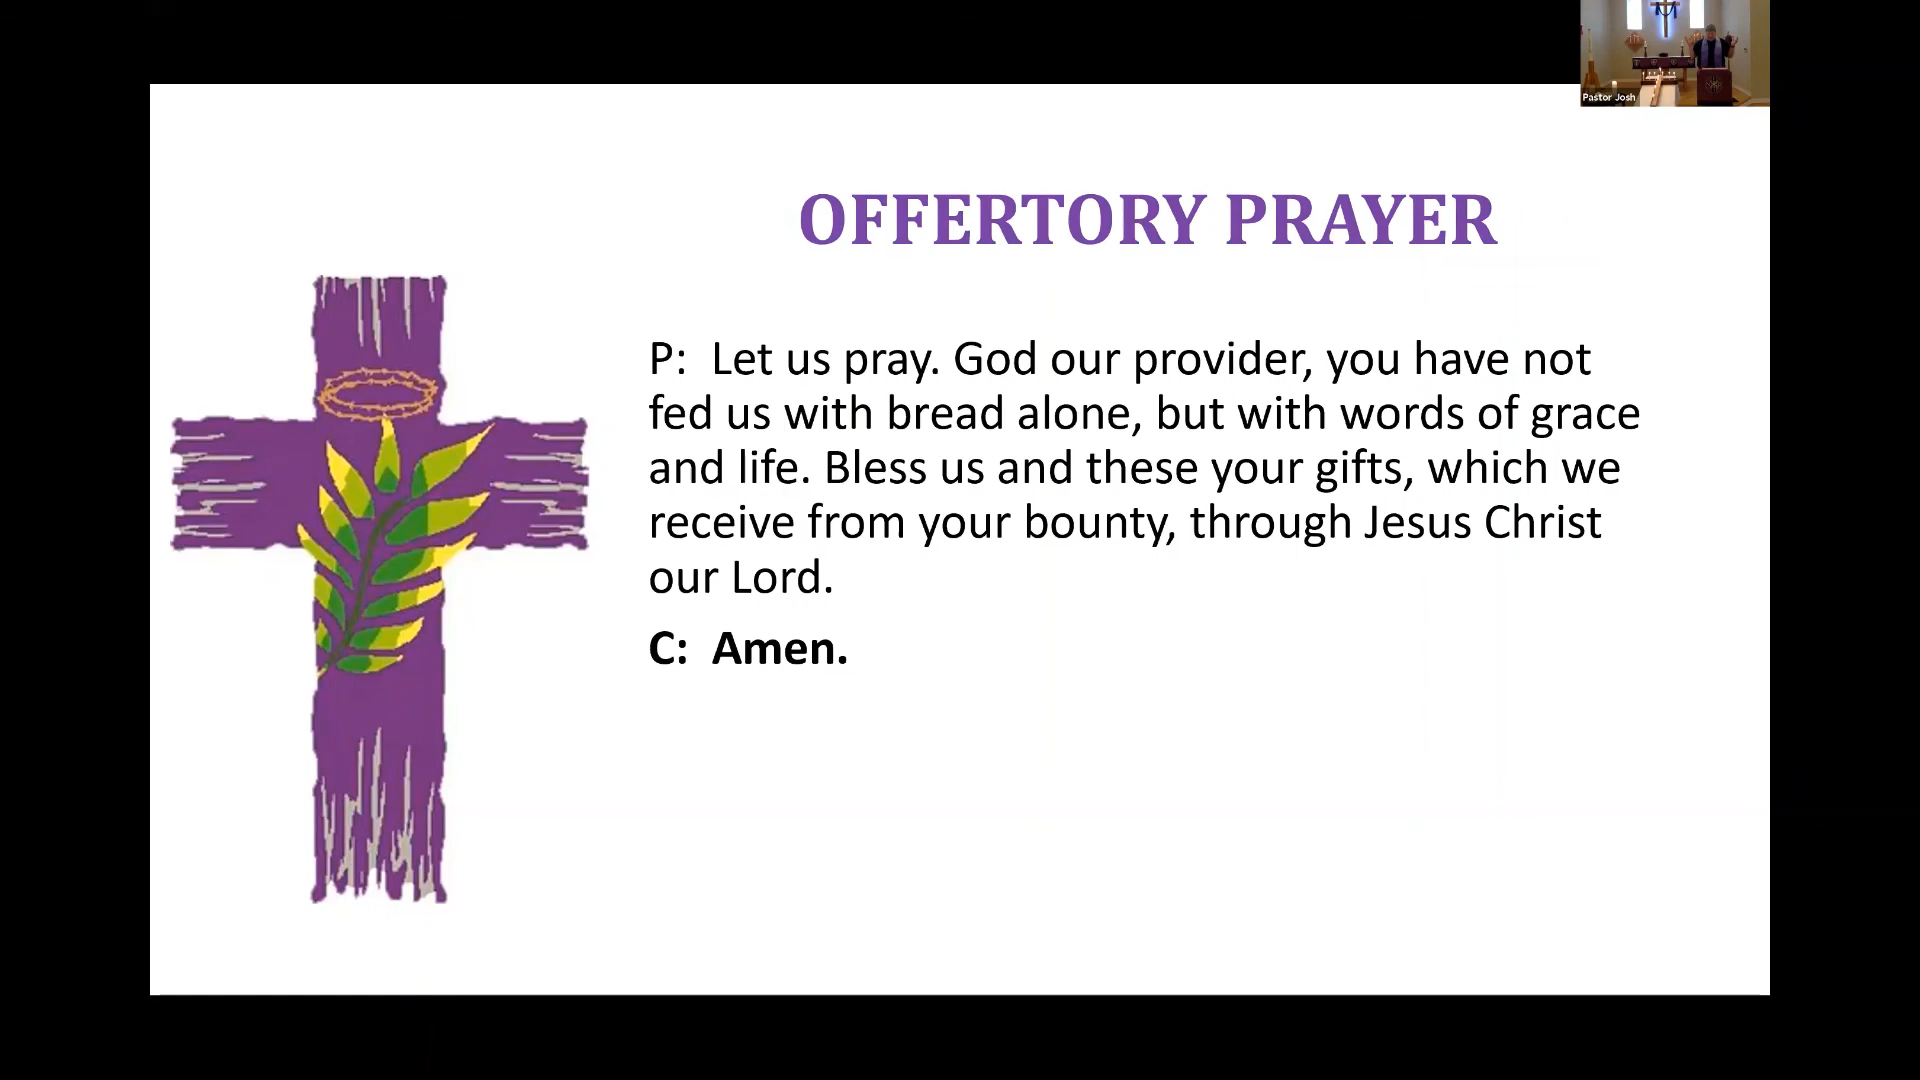 Pastor Josh
OFFERTORY PRAYER
P:  Let us pray. God our provider, you have not
fed us with bread alone, but with words of grace
and life. Bless us and these your gifts, which we
receive from your bounty, through Jesus Christ
our Lord.
C:  Amen.